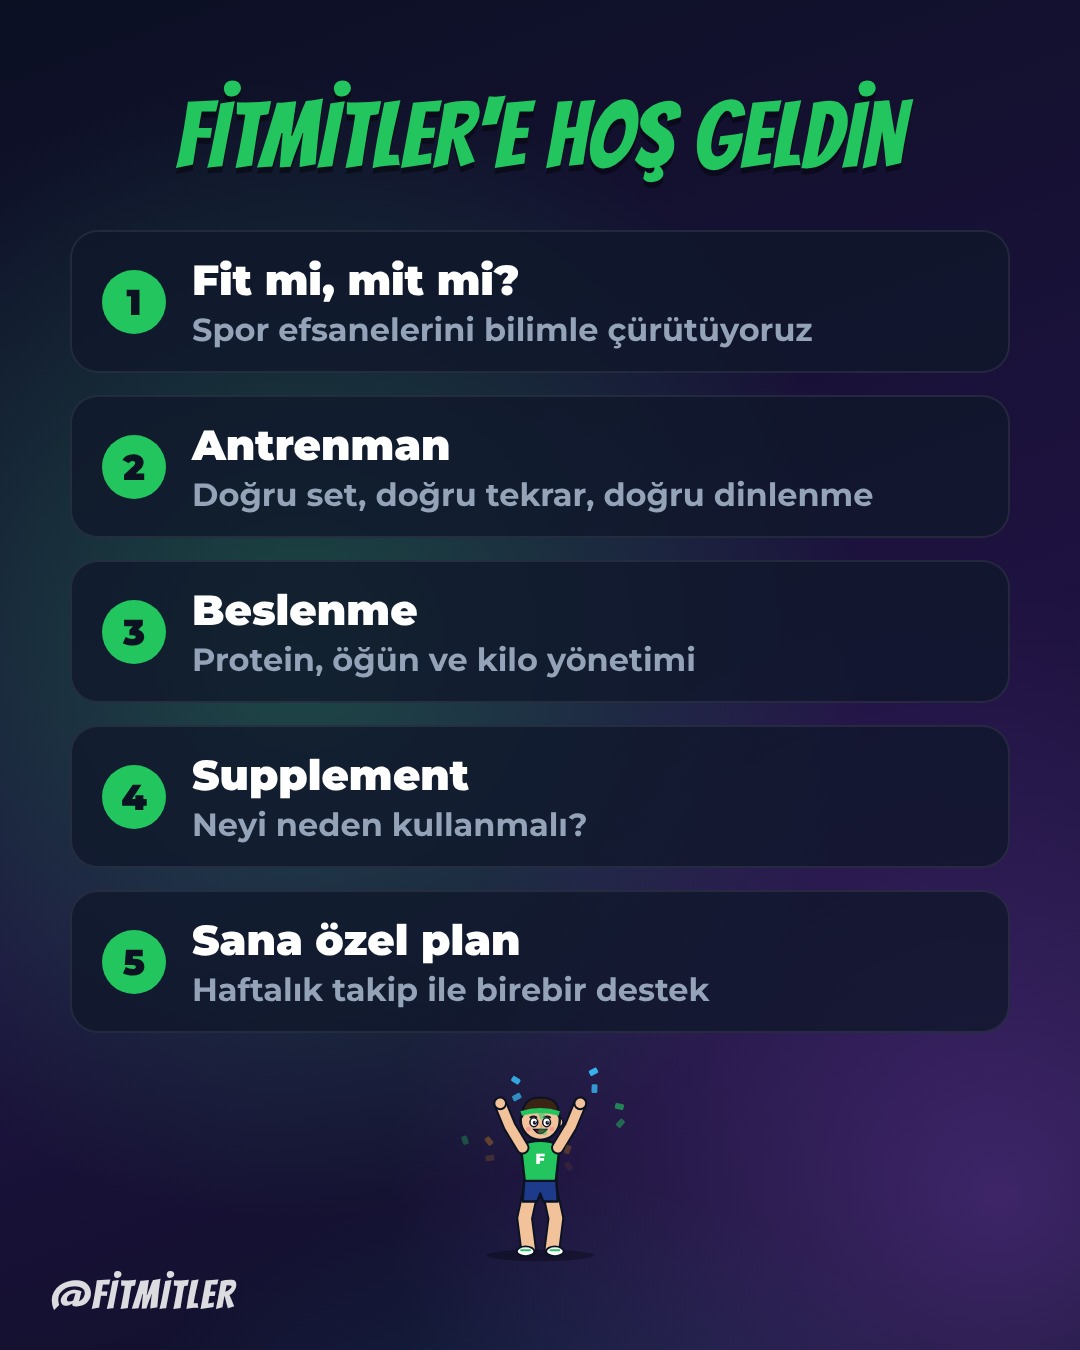 FİTMİTLER'E HOŞ GELDİN
1
Fit mi, mit mi?
Spor efsanelerini bilimle çürütüyoruz
2
Antrenman
Doğru set, doğru tekrar, doğru dinlenme
3
Beslenme
Protein, öğün ve kilo yönetimi
4
Supplement
Neyi neden kullanmalı?
5
Sana özel plan
Haftalık takip ile birebir destek
F
@FİTMİTLER